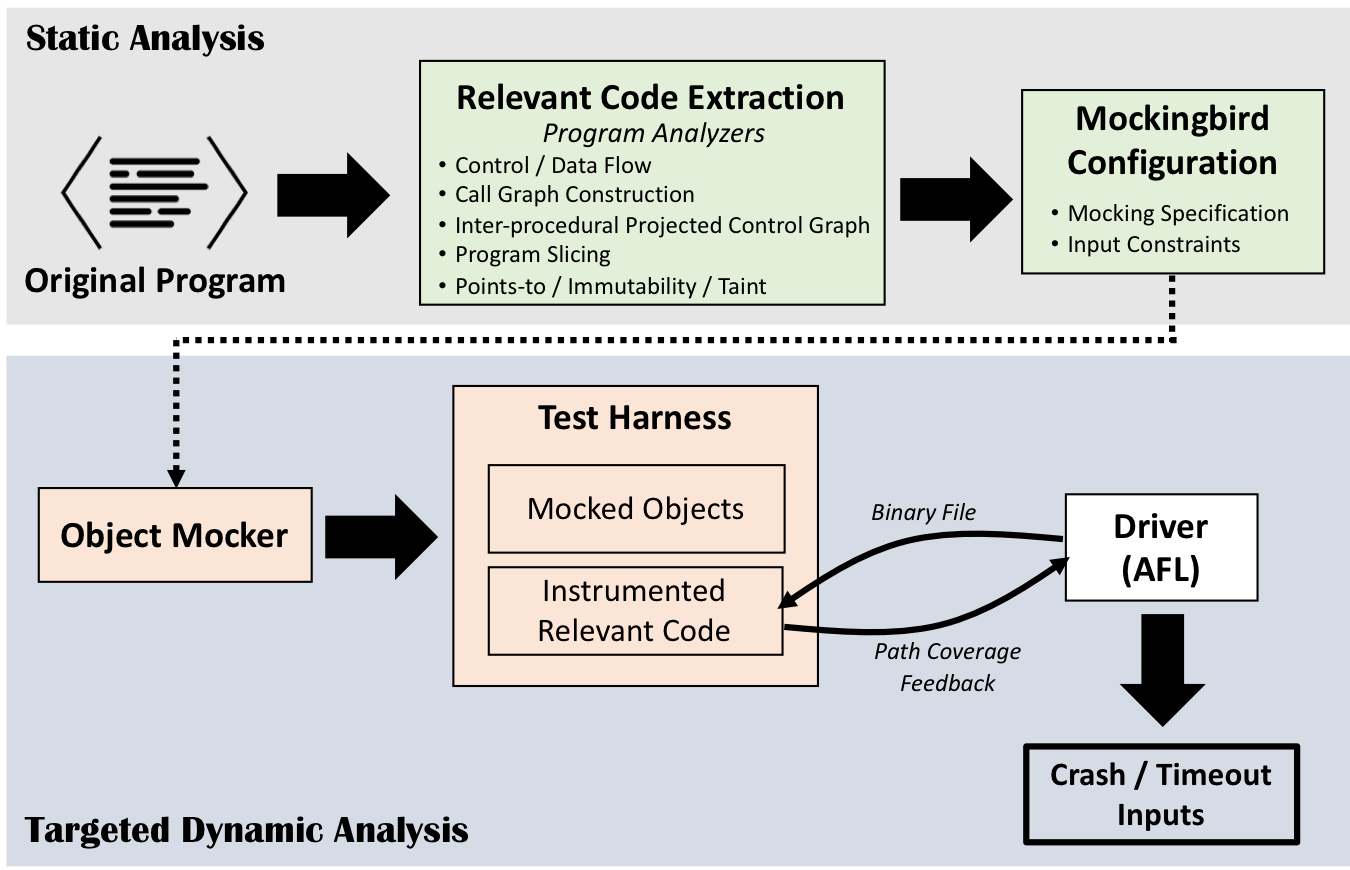 Static Analysis
Original Program
Relevant Code Extraction
Program Analyzers
• Control / Data Flow
• Call Graph Construction
• Inter-procedural Projected Control Graph
• Program Slicing
• Points-to / Immutability / Taint
Mockingbird
Configuration
• Mocking Specification
• Input Constraints
Object Mocker
Test Harness
Mocked Objects
Instrumented
Relevant Code
Binary File
Path Coverage
Feedback
Driver
(AFL)
Crash / Timeout
Inputs
Targeted Dynamic Analysis